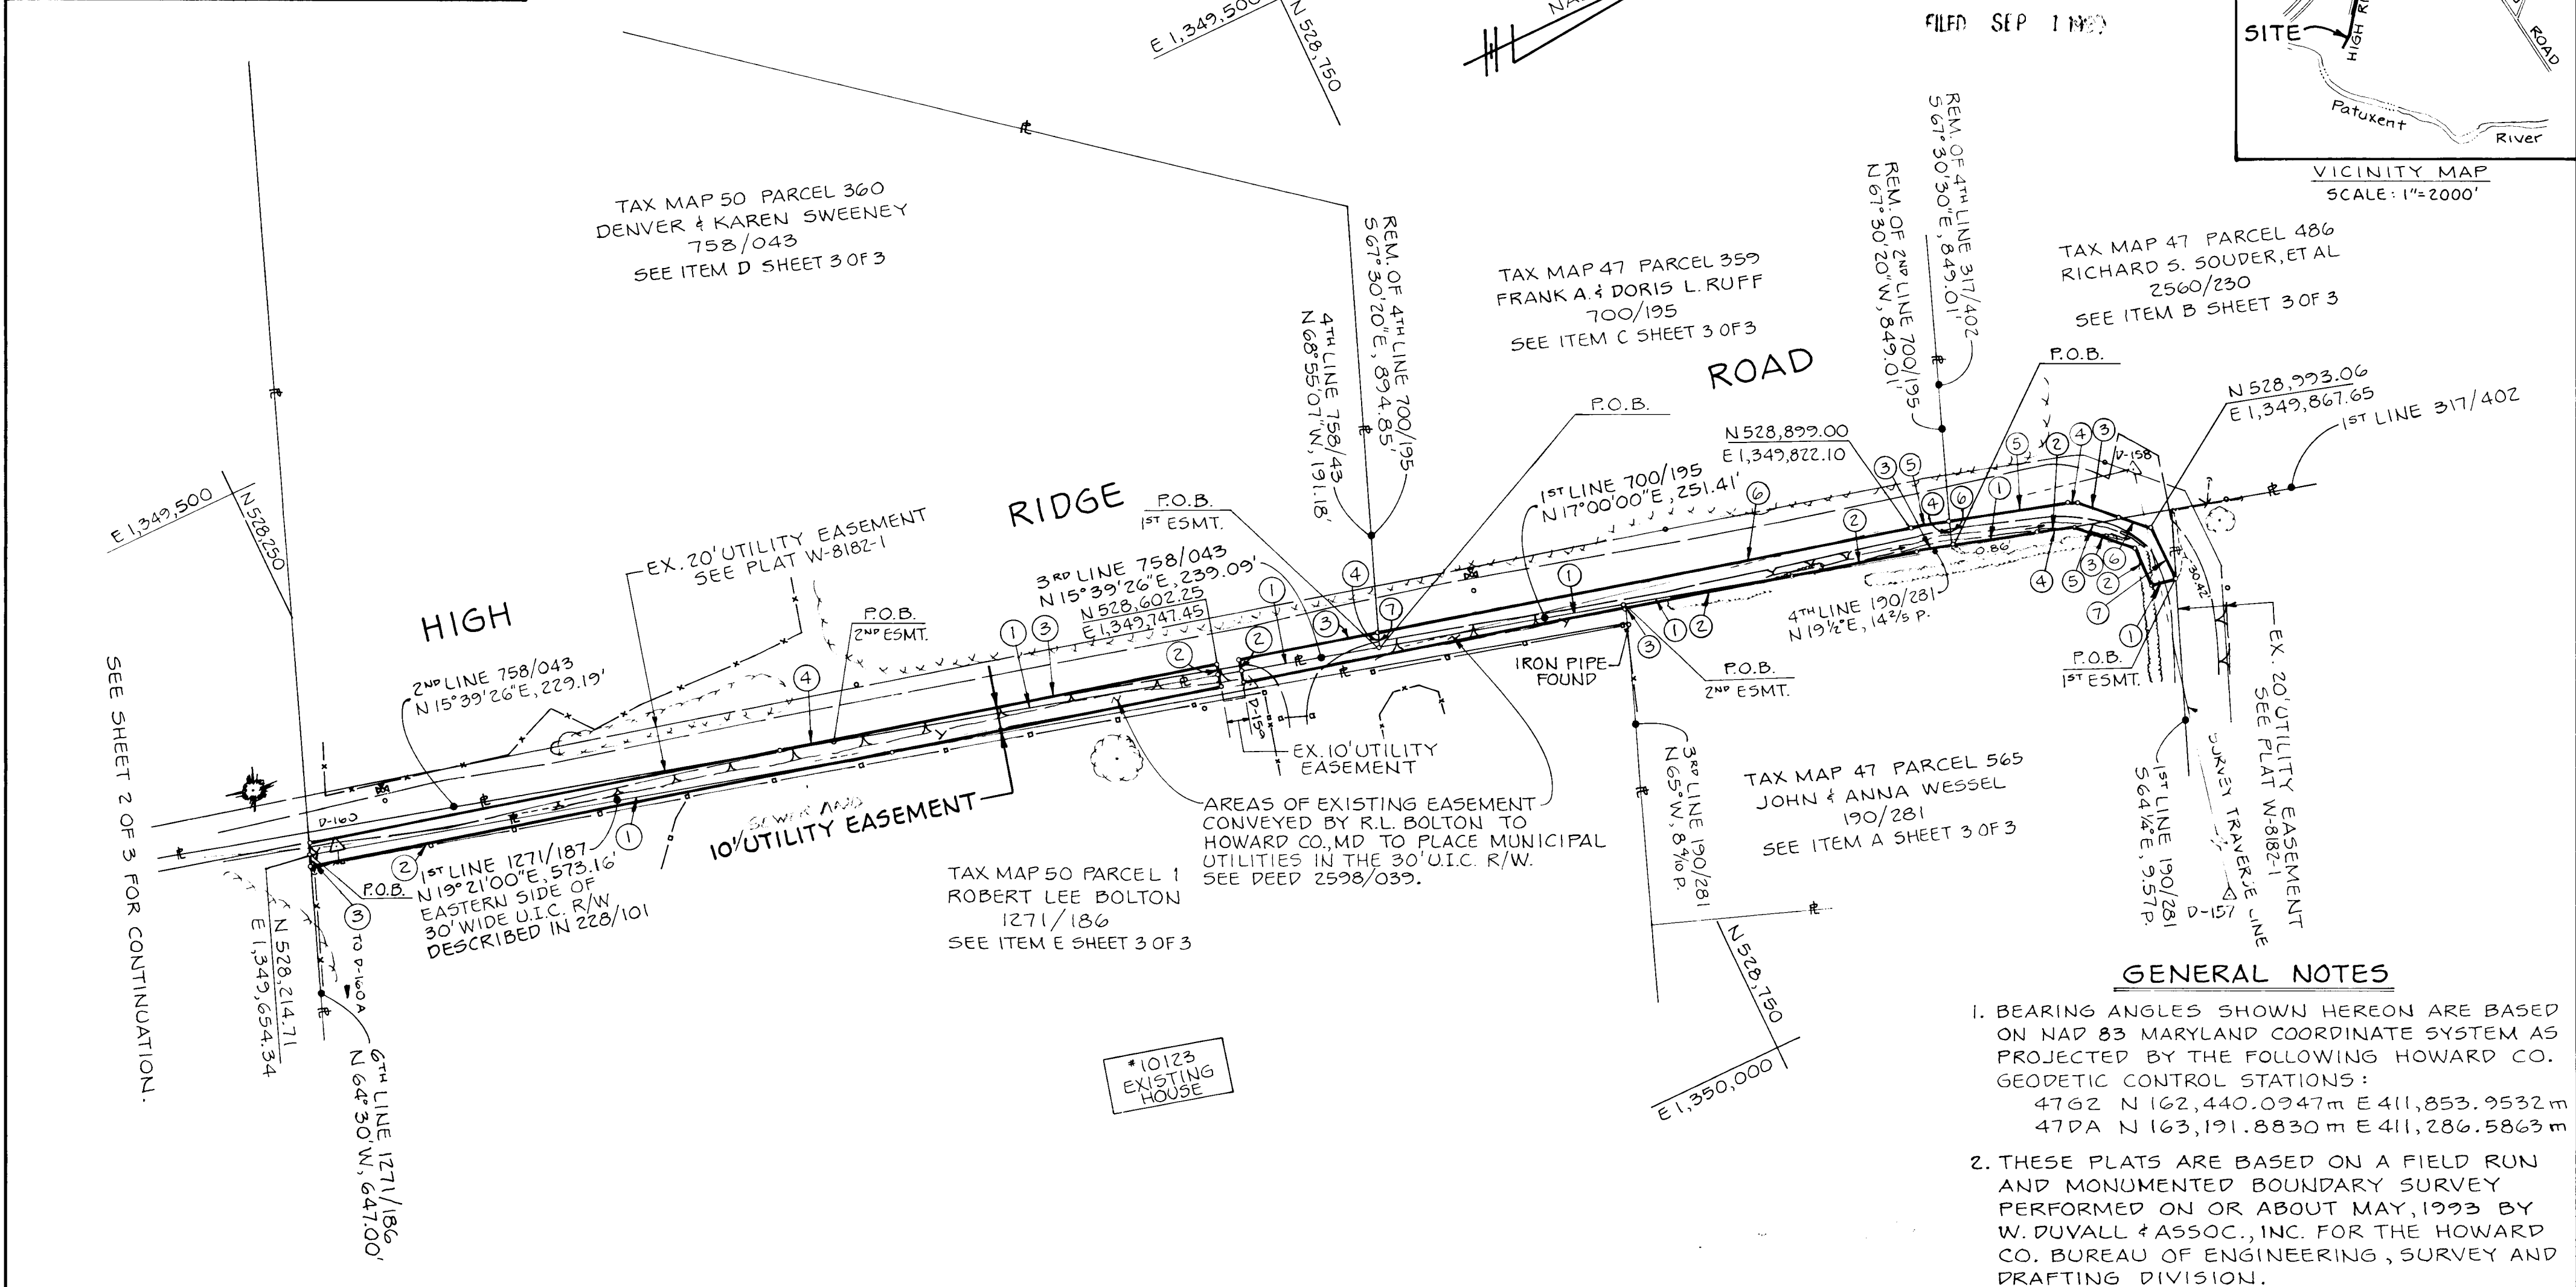 E 1,349,500
N 528,750
FILED SEP 1
SITE
ROAD
Patuxent
River
VICINITY MAP
SCALE: 1"=2000'
TAX MAP 50 PARCEL 360
DENVER & KAREN SWEENEY
758/043
SEE ITEM D SHEET 3 OF 3
REM. OF 4TH LINE 700/195
S 67°30'20"E, 894.85'
4TH LINE 758/43
N 68°55'07"W, 191.18'
TAX MAP 47 PARCEL 359
FRANK A. & DORIS L. RUFF
700/195
SEE ITEM C SHEET 3 OF 3
REM. OF 4TH LINE 317/402
S 67°30'30"E, 849.01'
REM. OF 2ND LINE 700/195
N 67°30'20"W, 849.01'
TAX MAP 47 PARCEL 486
RICHARD S. SOUDER, ET AL
2560/230
SEE ITEM B SHEET 3 OF 3
HIGH
RIDGE
ROAD
P.O.B.
N 528,993.06
E 1,349,867.65
1ST LINE 317/402
P.O.B.
N 528,899.00
E 1,349,822.10
1ST LINE 700/195
N 17°00'00"E, 251.41'
P.O.B.
1ST ESMT.
3RD LINE 758/043
N 15°39'26"E, 239.09'
N 528,602.25
E 1,349,747.45
E 1,349,500
N 528,250
EX. 20' UTILITY EASEMENT
SEE PLAT W-8182-1
P.O.B.
2ND ESMT.
2ND LINE 758/043
N 15°39'26"E, 229.19'
SEE SHEET 2 OF 3 FOR CONTINUATION.
D-160
D-159
D-158
0.86
30.42
4TH LINE 190/281
N 19½°E, 14⅖ P.
IRON PIPE
FOUND
P.O.B.
2ND ESMT.
P.O.B.
1ST ESMT.
EX. 10' UTILITY
EASEMENT
SEWER AND
10' UTILITY EASEMENT
AREAS OF EXISTING EASEMENT
CONVEYED BY R.L. BOLTON TO
HOWARD CO., MD TO PLACE MUNICIPAL
UTILITIES IN THE 30' U.I.C. R/W.
SEE DEED 2598/039.
3RD LINE 190/281
N 65°W, 8 4/10 P.
TAX MAP 47 PARCEL 565
JOHN & ANNA WESSEL
190/281
SEE ITEM A SHEET 3 OF 3
1ST LINE 190/281
S 64¼°E, 9.57 P.
SURVEY TRAVERSE LINE
D-157
EX. 20' UTILITY EASEMENT
SEE PLAT W-8182-1
P.O.B.
1ST LINE 1271/187
N 19°21'00"E, 573.16'
EASTERN SIDE OF
30' WIDE U.I.C. R/W
DESCRIBED IN 228/101
TO D-160A
N 528,214.71
E 1,349,654.34
6TH LINE 1271/186
N 64°30'W, 647.00'
TAX MAP 50 PARCEL 1
ROBERT LEE BOLTON
1271/186
SEE ITEM E SHEET 3 OF 3
#10123
EXISTING
HOUSE
N 528,750
E 1,350,000
GENERAL NOTES
1. BEARING ANGLES SHOWN HEREON ARE BASED
ON NAD 83 MARYLAND COORDINATE SYSTEM AS
PROJECTED BY THE FOLLOWING HOWARD CO.
GEODETIC CONTROL STATIONS:
47G2 N 162,440.0947m E 411,853.9532m
47DA N 163,191.8830m E 411,286.5863m
2. THESE PLATS ARE BASED ON A FIELD RUN
AND MONUMENTED BOUNDARY SURVEY
PERFORMED ON OR ABOUT MAY, 1993 BY
W. DUVALL & ASSOC., INC. FOR THE HOWARD
CO. BUREAU OF ENGINEERING, SURVEY AND
DRAFTING DIVISION.